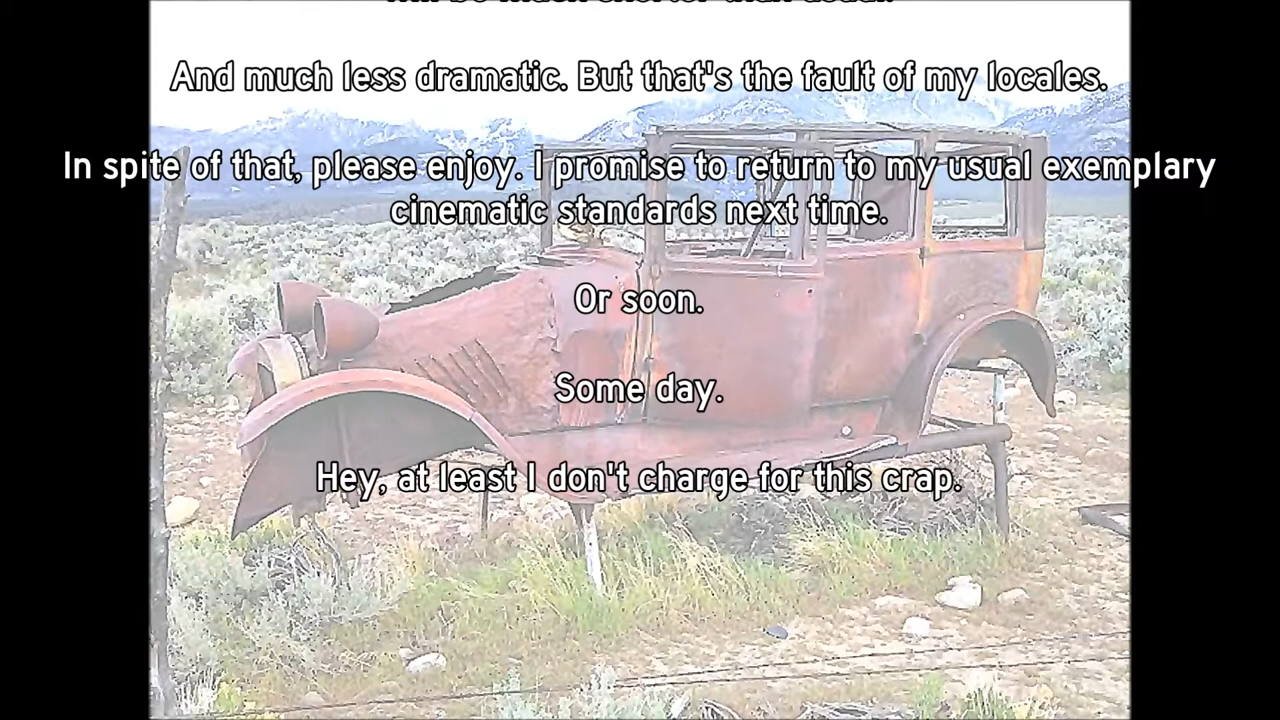 And much less dramatic. But that's the fault of my locales.
In spite of that, please enjoy. I promise to return to my usual exemplary
cinematic standards next time.
Or soon.
Some day.
Hey, at least I don't charge for this crap.